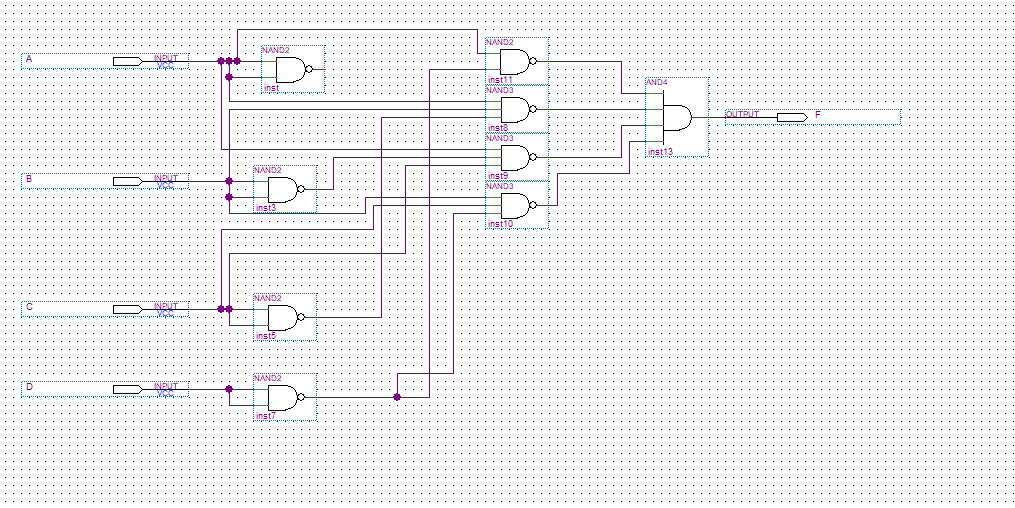 A
INPUT
VCC
NAND2
inst
NAND2
inst11
NAND3
inst8
AND4
inst13
OUTPUT
F
NAND3
inst9
B
INPUT
VCC
NAND2
inst3
NAND3
inst10
C
INPUT
VCC
NAND2
inst5
D
INPUT
VCC
NAND2
inst7